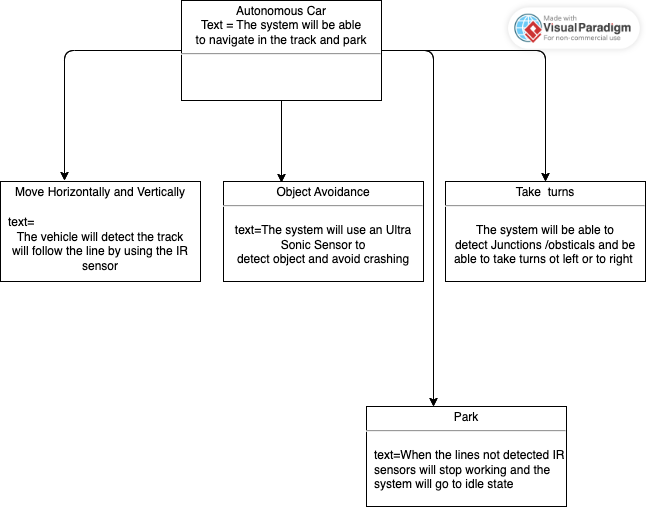 Autonomous Car
Text = The system will be able
to navigate in the track and park
Made with
Visual Paradigm
For non-commercial use
Move Horizontally and Vertically
text=
The vehicle will detect the track
will follow the line by using the IR
sensor
Object Avoidance
text=The system will use an Ultra
Sonic Sensor to
detect object and avoid crashing
Take turns
The system will be able to
detect Junctions /obsticals and be
able to take turns ot left or to right
Park
text=When the lines not detected IR
sensors will stop working and the
system will go to idle state